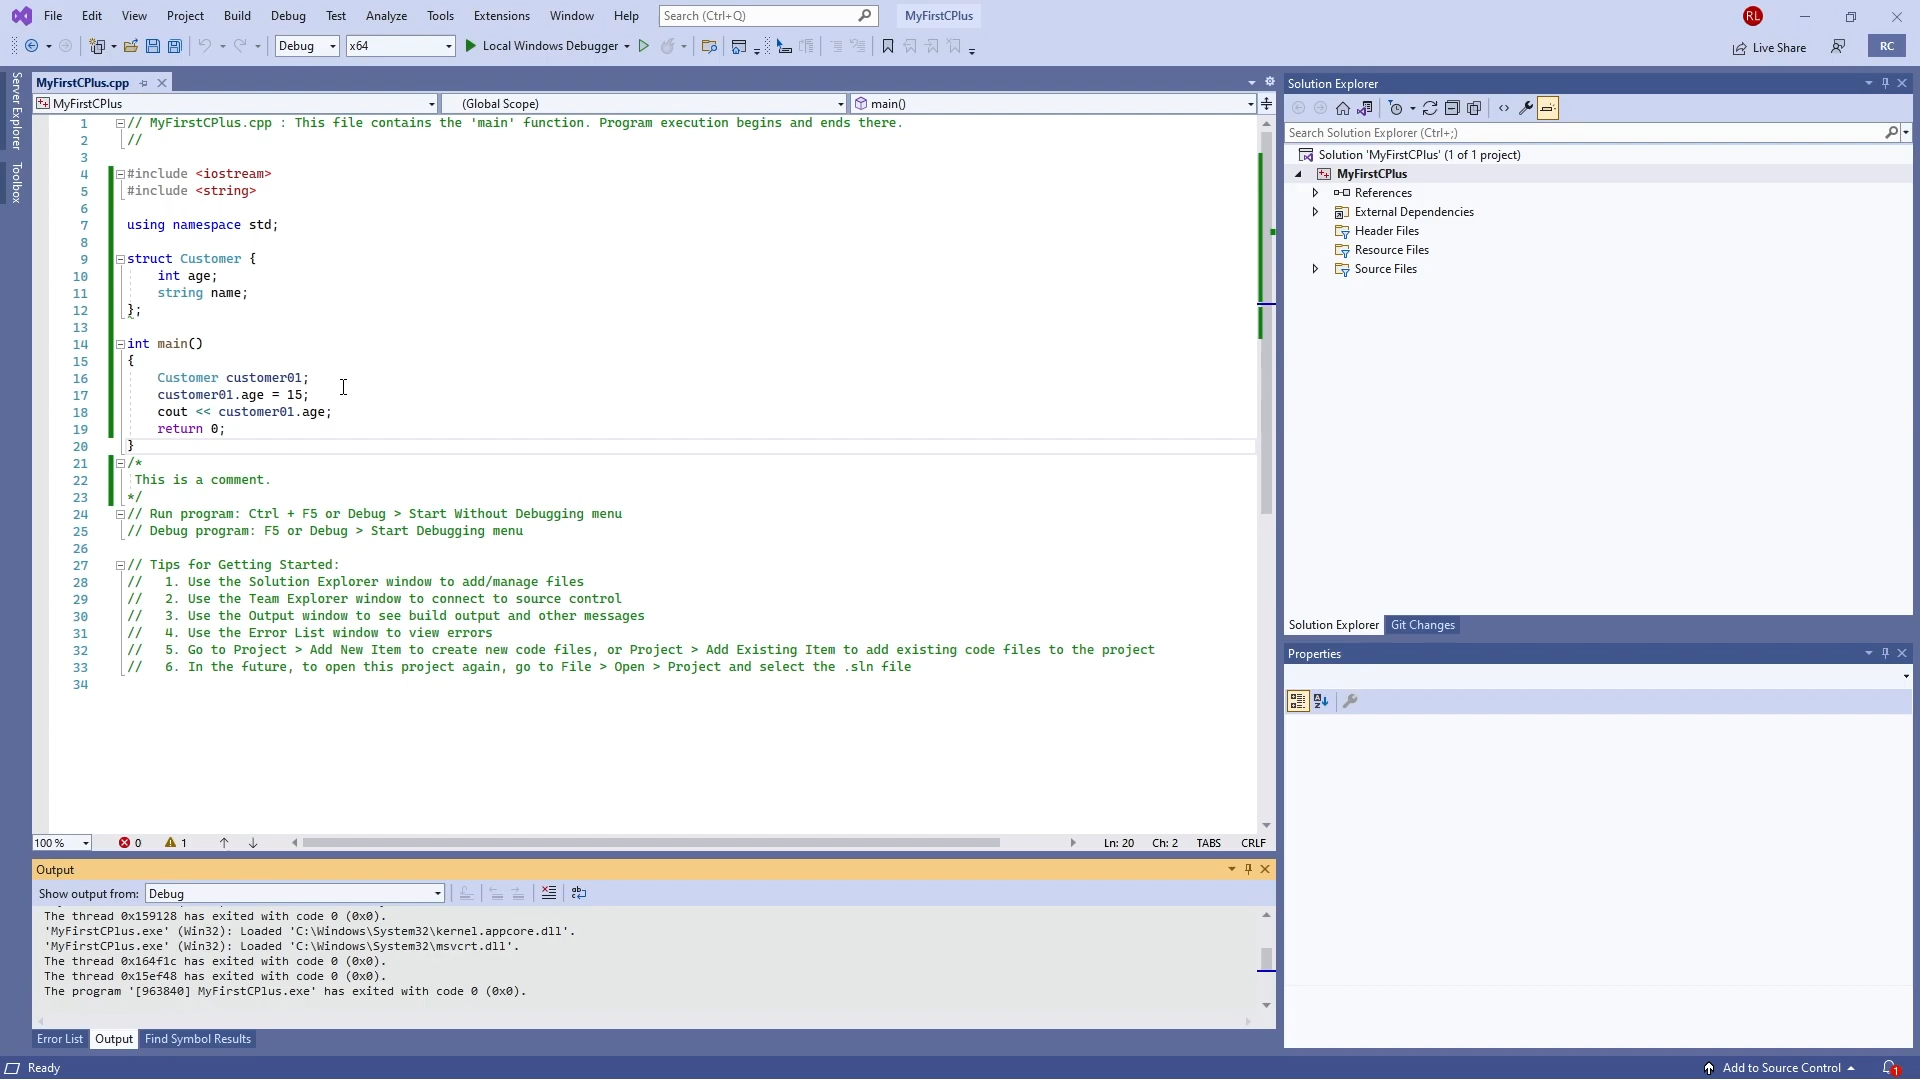 File Edit View Project Build Debug Test Analyze Tools Extensions Window Help Search (Ctrl+Q) MyFirstCPlus RL
Debug x64 Local Windows Debugger Live Share RC
Server Explorer
Toolbox
MyFirstCPlus.cpp
MyFirstCPlus (Global Scope) main()
1 // MyFirstCPlus.cpp : This file contains the 'main' function. Program execution begins and ends there.
2 //
3
4 #include <iostream>
5 #include <string>
6
7 using namespace std;
8
9 struct Customer {
10 int age;
11 string name;
12 };
13
14 int main()
15 {
16 Customer customer01;
17 customer01.age = 15;
18 cout << customer01.age;
19 return 0;
20 }
21 /*
22 This is a comment.
23 */
24 // Run program: Ctrl + F5 or Debug > Start Without Debugging menu
25 // Debug program: F5 or Debug > Start Debugging menu
26
27 // Tips for Getting Started:
28 // 1. Use the Solution Explorer window to add/manage files
29 // 2. Use the Team Explorer window to connect to source control
30 // 3. Use the Output window to see build output and other messages
31 // 4. Use the Error List window to view errors
32 // 5. Go to Project > Add New Item to create new code files, or Project > Add Existing Item to add existing code files to the project
33 // 6. In the future, to open this project again, go to File > Open > Project and select the .sln file
34
100 % 0 1 Ln: 20 Ch: 2 TABS CRLF
Output
Show output from: Debug
The thread 0x159128 has exited with code 0 (0x0).
'MyFirstCPlus.exe' (Win32): Loaded 'C:\Windows\System32\kernel.appcore.dll'.
'MyFirstCPlus.exe' (Win32): Loaded 'C:\Windows\System32\msvcrt.dll'.
The thread 0x164f1c has exited with code 0 (0x0).
The thread 0x15ef48 has exited with code 0 (0x0).
The program '[963840] MyFirstCPlus.exe' has exited with code 0 (0x0).
Error List Output Find Symbol Results
Solution Explorer
Search Solution Explorer (Ctrl+;)
Solution 'MyFirstCPlus' (1 of 1 project)
MyFirstCPlus
References
External Dependencies
Header Files
Resource Files
Source Files
Solution Explorer Git Changes
Properties
Ready Add to Source Control 1